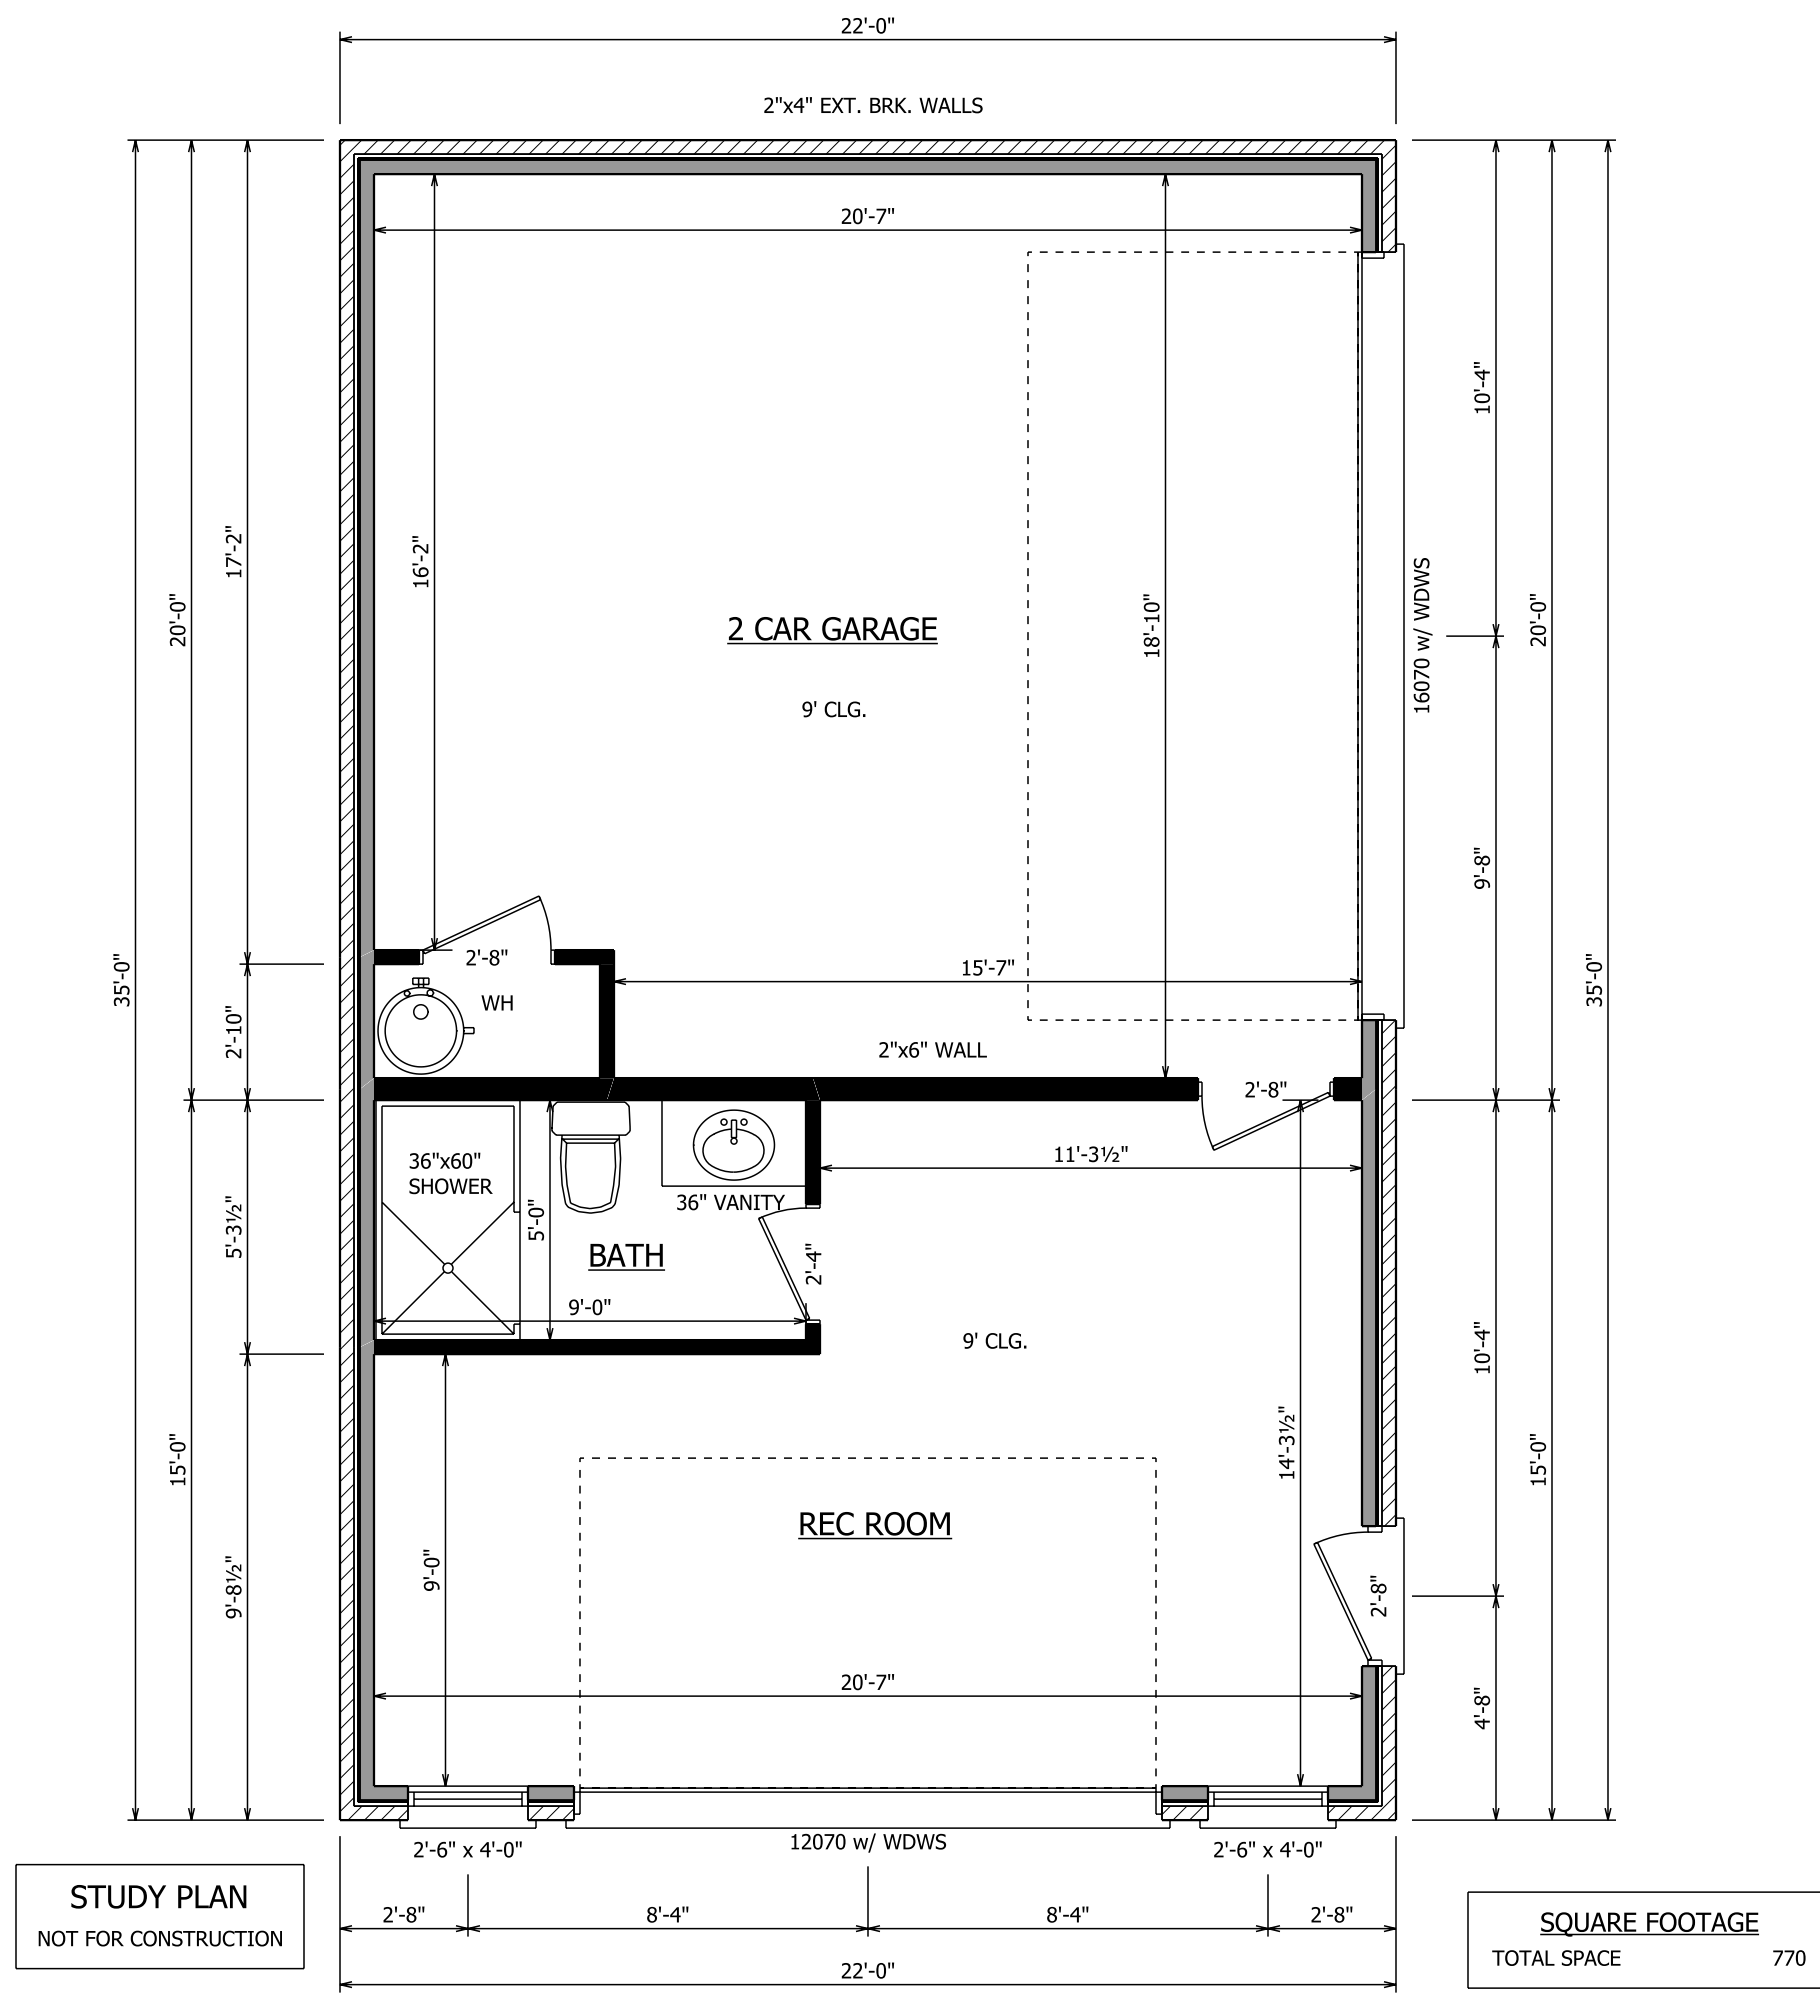 22'-0"
2"x4" EXT. BRK. WALLS
20'-7"
10'-4"
17'-2"
16'-2"
18'-10"
20'-0"
20'-0"
16070 w/ WDWS
2 CAR GARAGE
9' CLG.
9'-8"
2'-8"
15'-7"
35'-0"
35'-0"
WH
2'-10"
2"x6" WALL
2'-8"
36"x60"
SHOWER
11'-3½"
36" VANITY
5'-3½"
5'-0"
BATH
2'-4"
9'-0"
9' CLG.
10'-4"
15'-0"
14'-3½"
15'-0"
REC ROOM
9'-8½"
9'-0"
2'-8"
20'-7"
4'-8"
2'-6" x 4'-0"
12070 w/ WDWS
2'-6" x 4'-0"
STUDY PLAN
NOT FOR CONSTRUCTION
2'-8"
8'-4"
8'-4"
2'-8"
22'-0"
SQUARE FOOTAGE
TOTAL SPACE 770